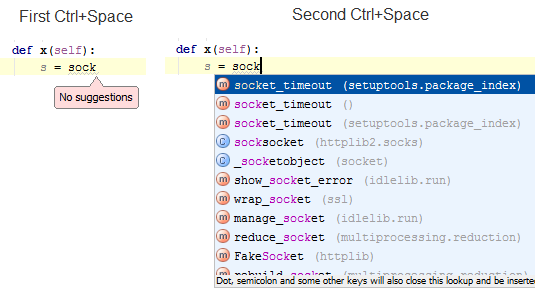 First Ctrl+Space
def x(self):
s = sock
No suggestions
Second Ctrl+Space
def x(self):
s = sock
m socket_timeout (setuptools.package_index)
m socket_timeout ()
m socket_timeout (setuptools.package_index)
C socksocket (httplib2.socks)
C _socketobject (socket)
m show_socket_error (idlelib.run)
m wrap_socket (ssl)
m manage_socket (idlelib.run)
m reduce_socket (multiprocessing.reduction)
m FakeSocket (httplib)
m rebuild_socket (multiprocessing.reduction)
Dot, semicolon and some other keys will also close this lookup and be inserte